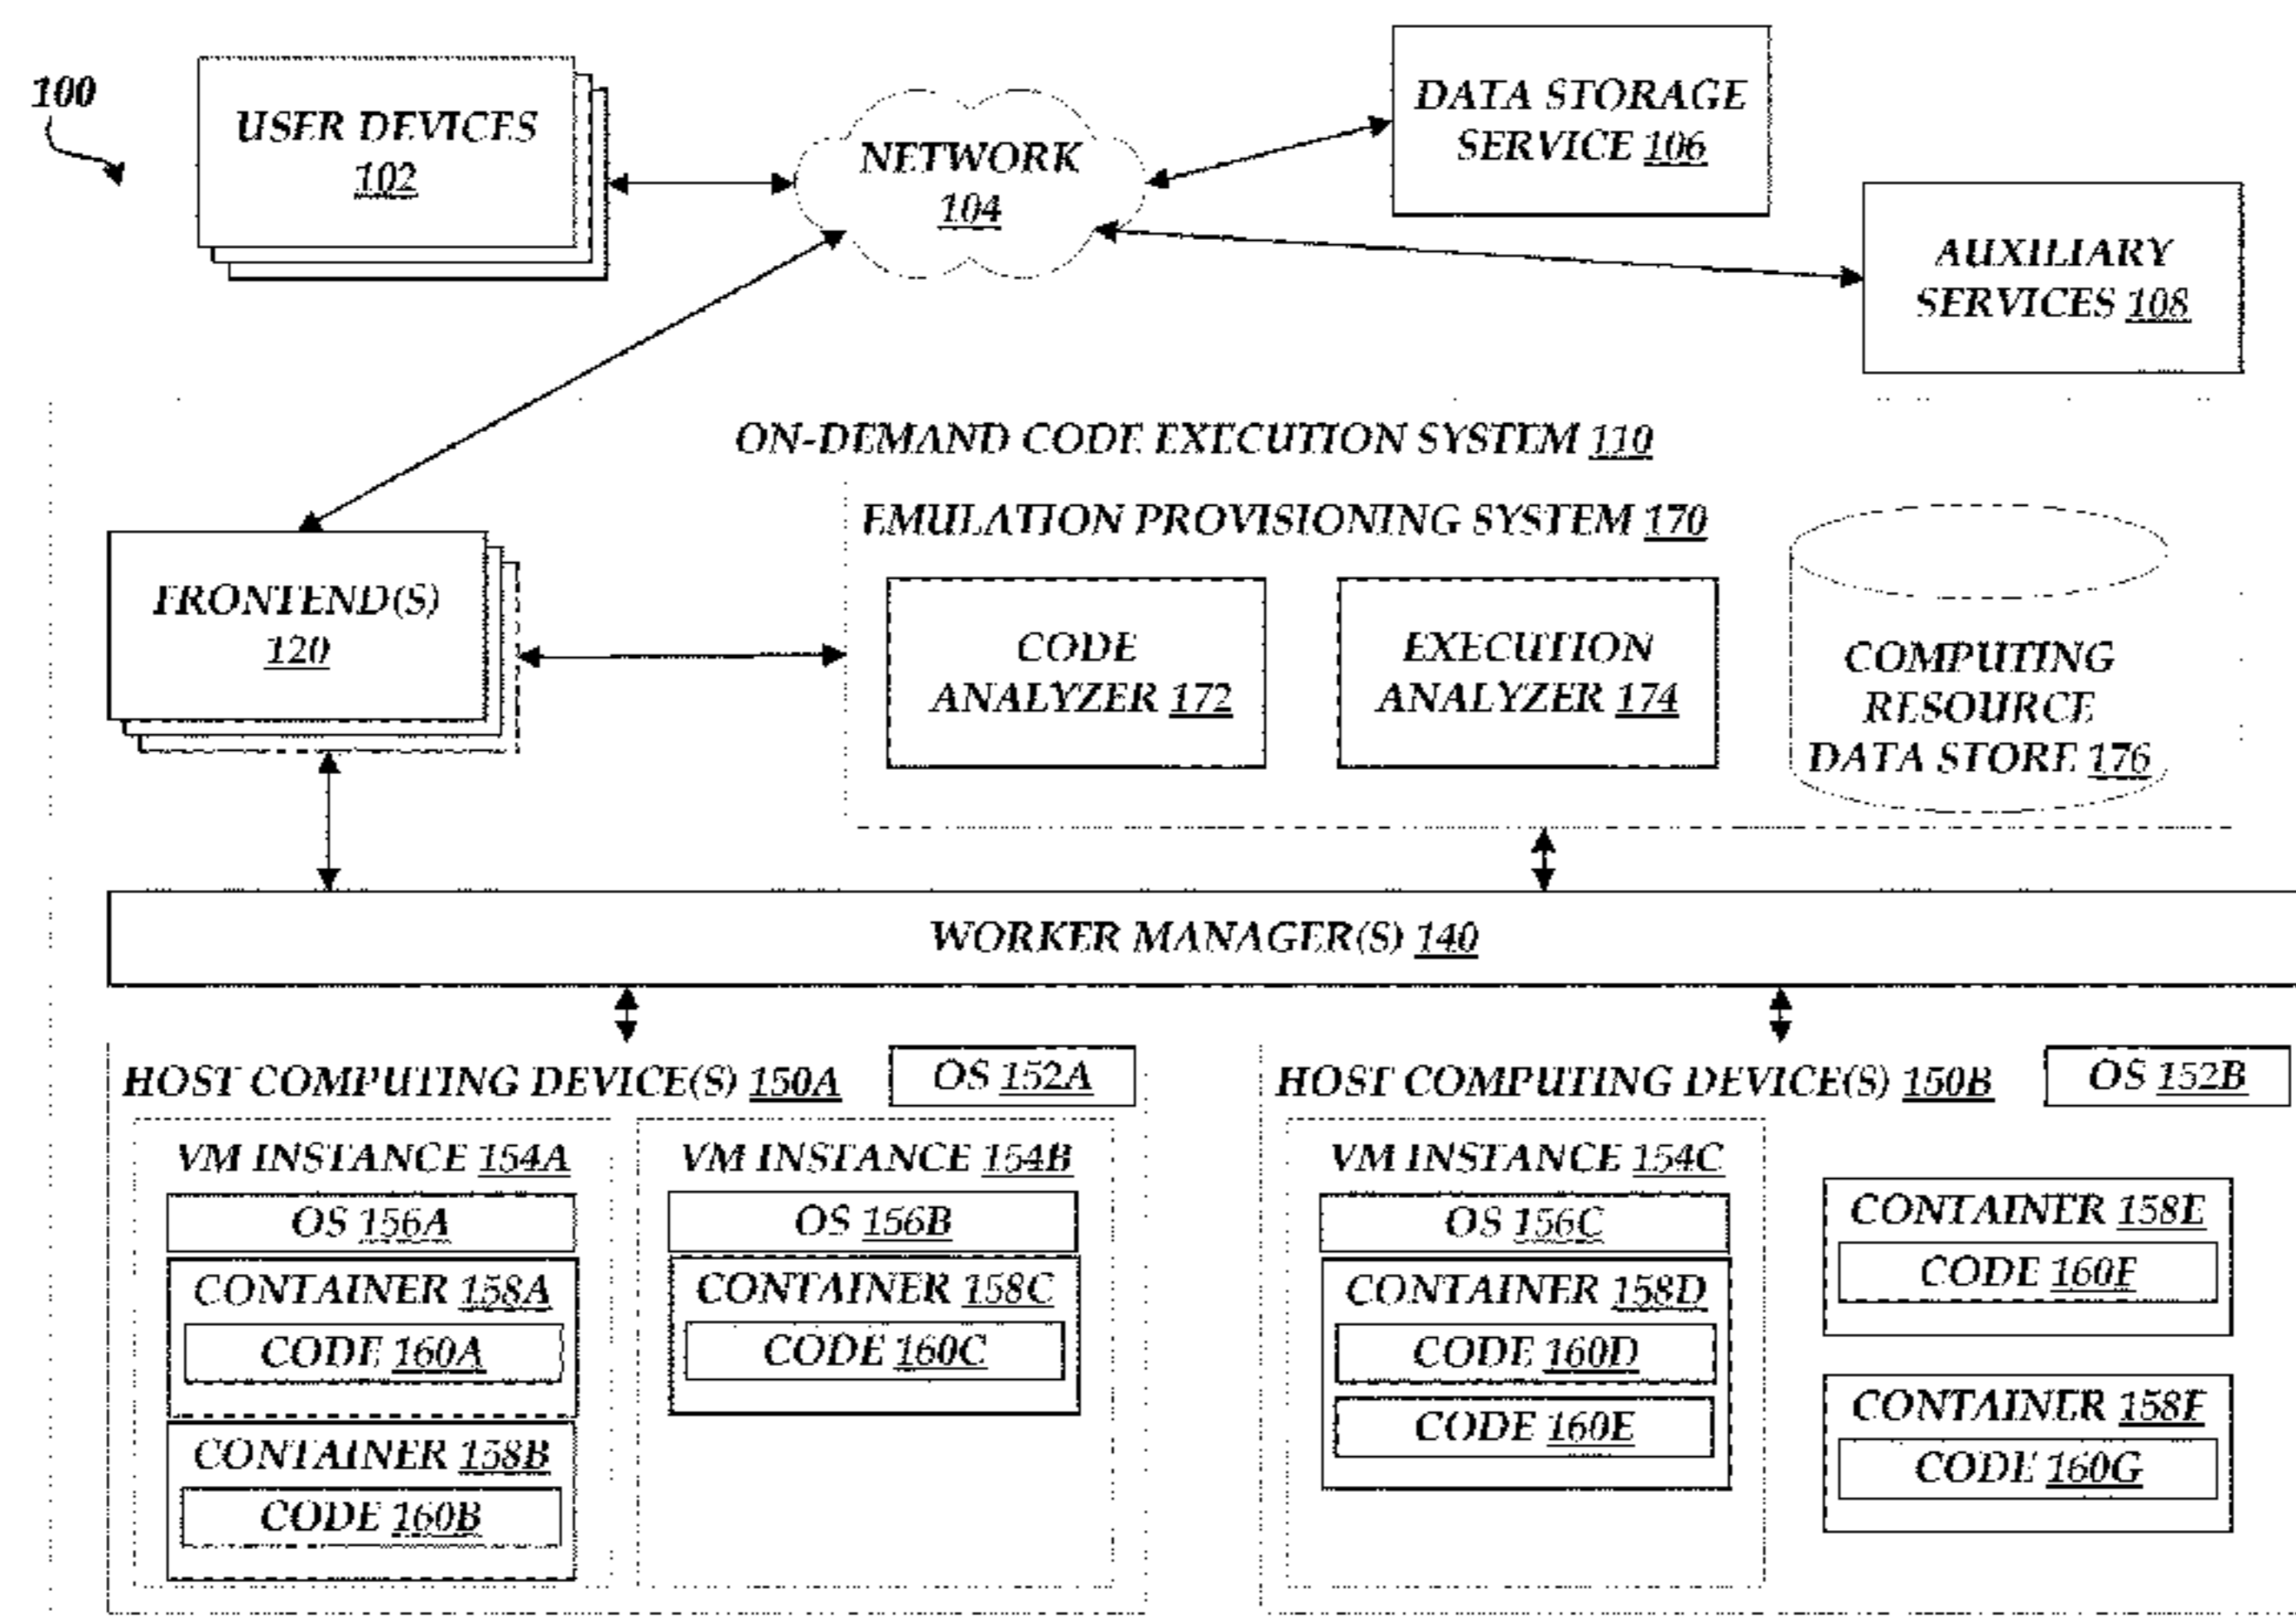 100
USER DEVICES
102
NETWORK
104
DATA STORAGE
SERVICE 106
AUXILIARY
SERVICES 108
ON-DEMAND CODE EXECUTION SYSTEM 110
EMULATION PROVISIONING SYSTEM 170
FRONTEND(S)
120
CODE
ANALYZER 172
EXECUTION
ANALYZER 174
COMPUTING
RESOURCE
DATA STORE 176
WORKER MANAGER(S) 140
HOST COMPUTING DEVICE(S) 150A
OS 152A
VM INSTANCE 154A
OS 156A
CONTAINER 158A
CODE 160A
CONTAINER 158B
CODE 160B
VM INSTANCE 154B
OS 156B
CONTAINER 158C
CODE 160C
HOST COMPUTING DEVICE(S) 150B
OS 152B
VM INSTANCE 154C
OS 156C
CONTAINER 158D
CODE 160D
CODE 160E
CONTAINER 158E
CODE 160F
CONTAINER 158F
CODE 160G